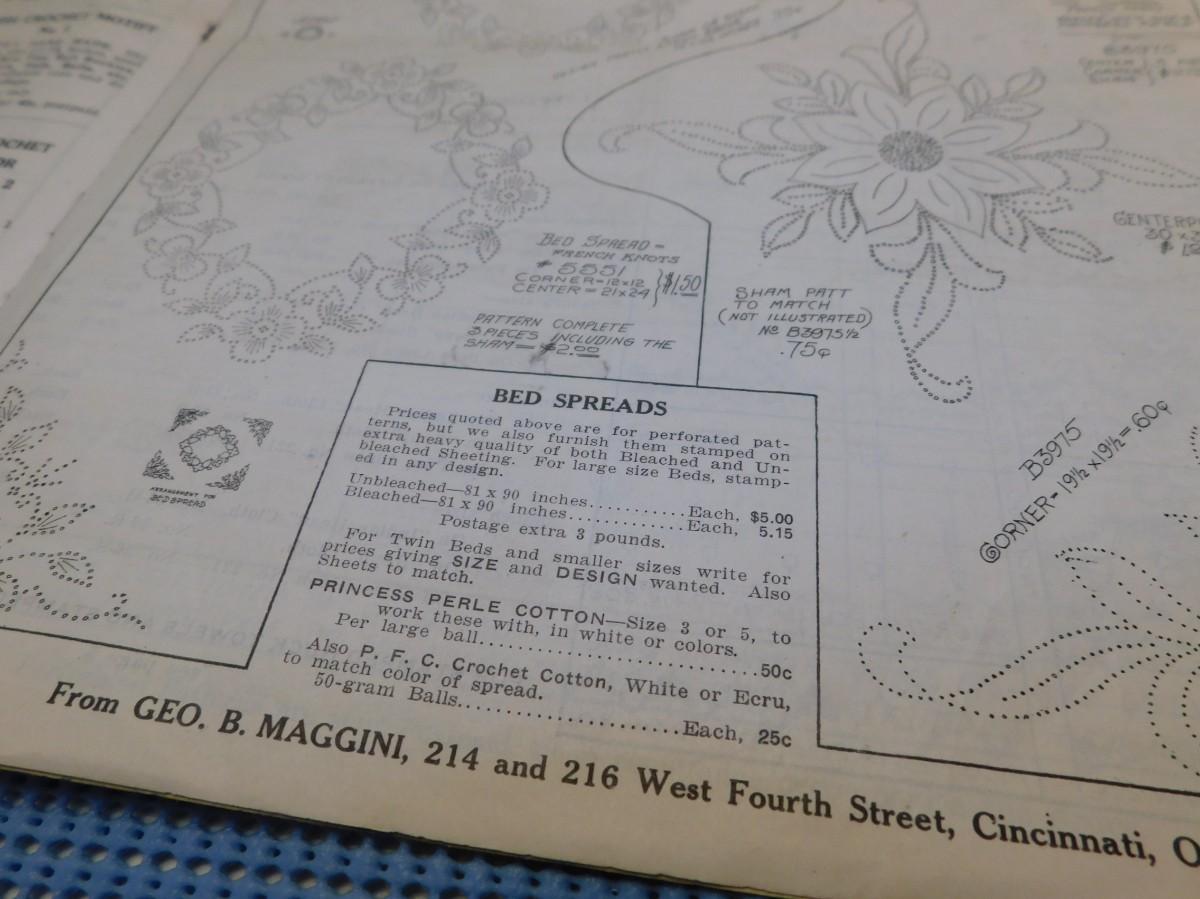 CROCHET MOTIFS
BED SPREAD =
FRENCH KNOTS
# 5551
CORNER = 12x12
CENTER = 21x24 } $1.50
PATTERN COMPLETE
3 PIECES INCLUDING THE
SHAM = $2.00
SHAM PATT
TO MATCH
(NOT ILLUSTRATED)
No B3975½
.75¢
B3975
CORNER - 19½ x 19½ = .60¢
ARRANGEMENT FOR
BED SPREAD
BED SPREADS
Prices quoted above are for perforated pat-
terns, but we also furnish them stamped on
extra heavy quality of both Bleached and Un-
bleached Sheeting. For large size Beds, stamp-
ed in any design.
Unbleached—81 x 90 inches...........Each, $5.00
Bleached—81 x 90 inches............Each, 5.15
Postage extra 3 pounds.
For Twin Beds and smaller sizes write for
prices giving SIZE and DESIGN wanted. Also
Sheets to match.
PRINCESS PERLE COTTON—Size 3 or 5, to
work these with, in white or colors.
Per large ball..............................50c
Also P. F. C. Crochet Cotton, White or Ecru,
to match color of spread.
50-gram Balls........................Each, 25c
From GEO. B. MAGGINI, 214 and 216 West Fourth Street, Cincinnati, O